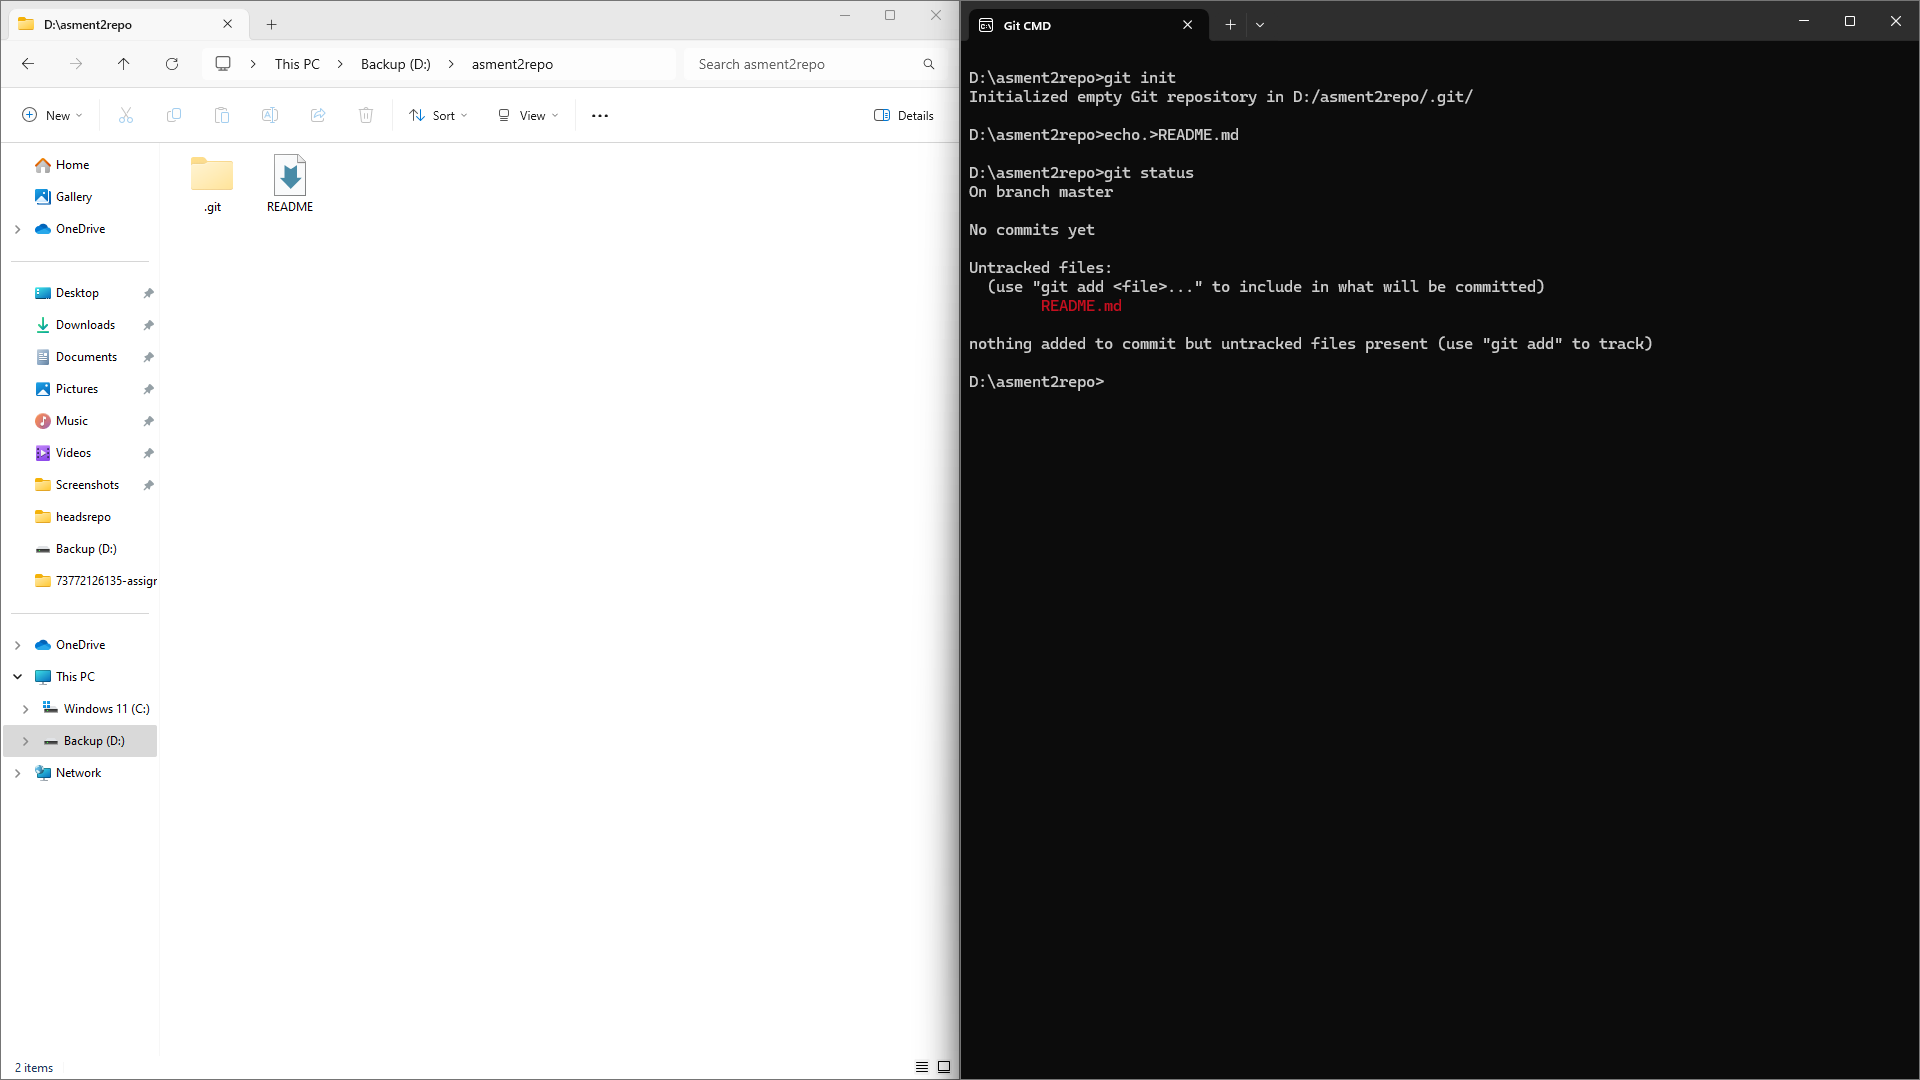 D:\asment2repo
This PC
Backup (D:)
asment2repo
Search asment2repo
New
Sort
View
Details
Home
Gallery
OneDrive
Desktop
Downloads
Documents
Pictures
Music
Videos
Screenshots
headsrepo
Backup (D:)
73772126135-assigr
OneDrive
This PC
Windows 11 (C:)
Backup (D:)
Network
.git
README
2 items
Git CMD
D:\asment2repo>git init
Initialized empty Git repository in D:/asment2repo/.git/
D:\asment2repo>echo.>README.md
D:\asment2repo>git status
On branch master
No commits yet
Untracked files:
(use "git add <file>..." to include in what will be committed)
README.md
nothing added to commit but untracked files present (use "git add" to track)
D:\asment2repo>